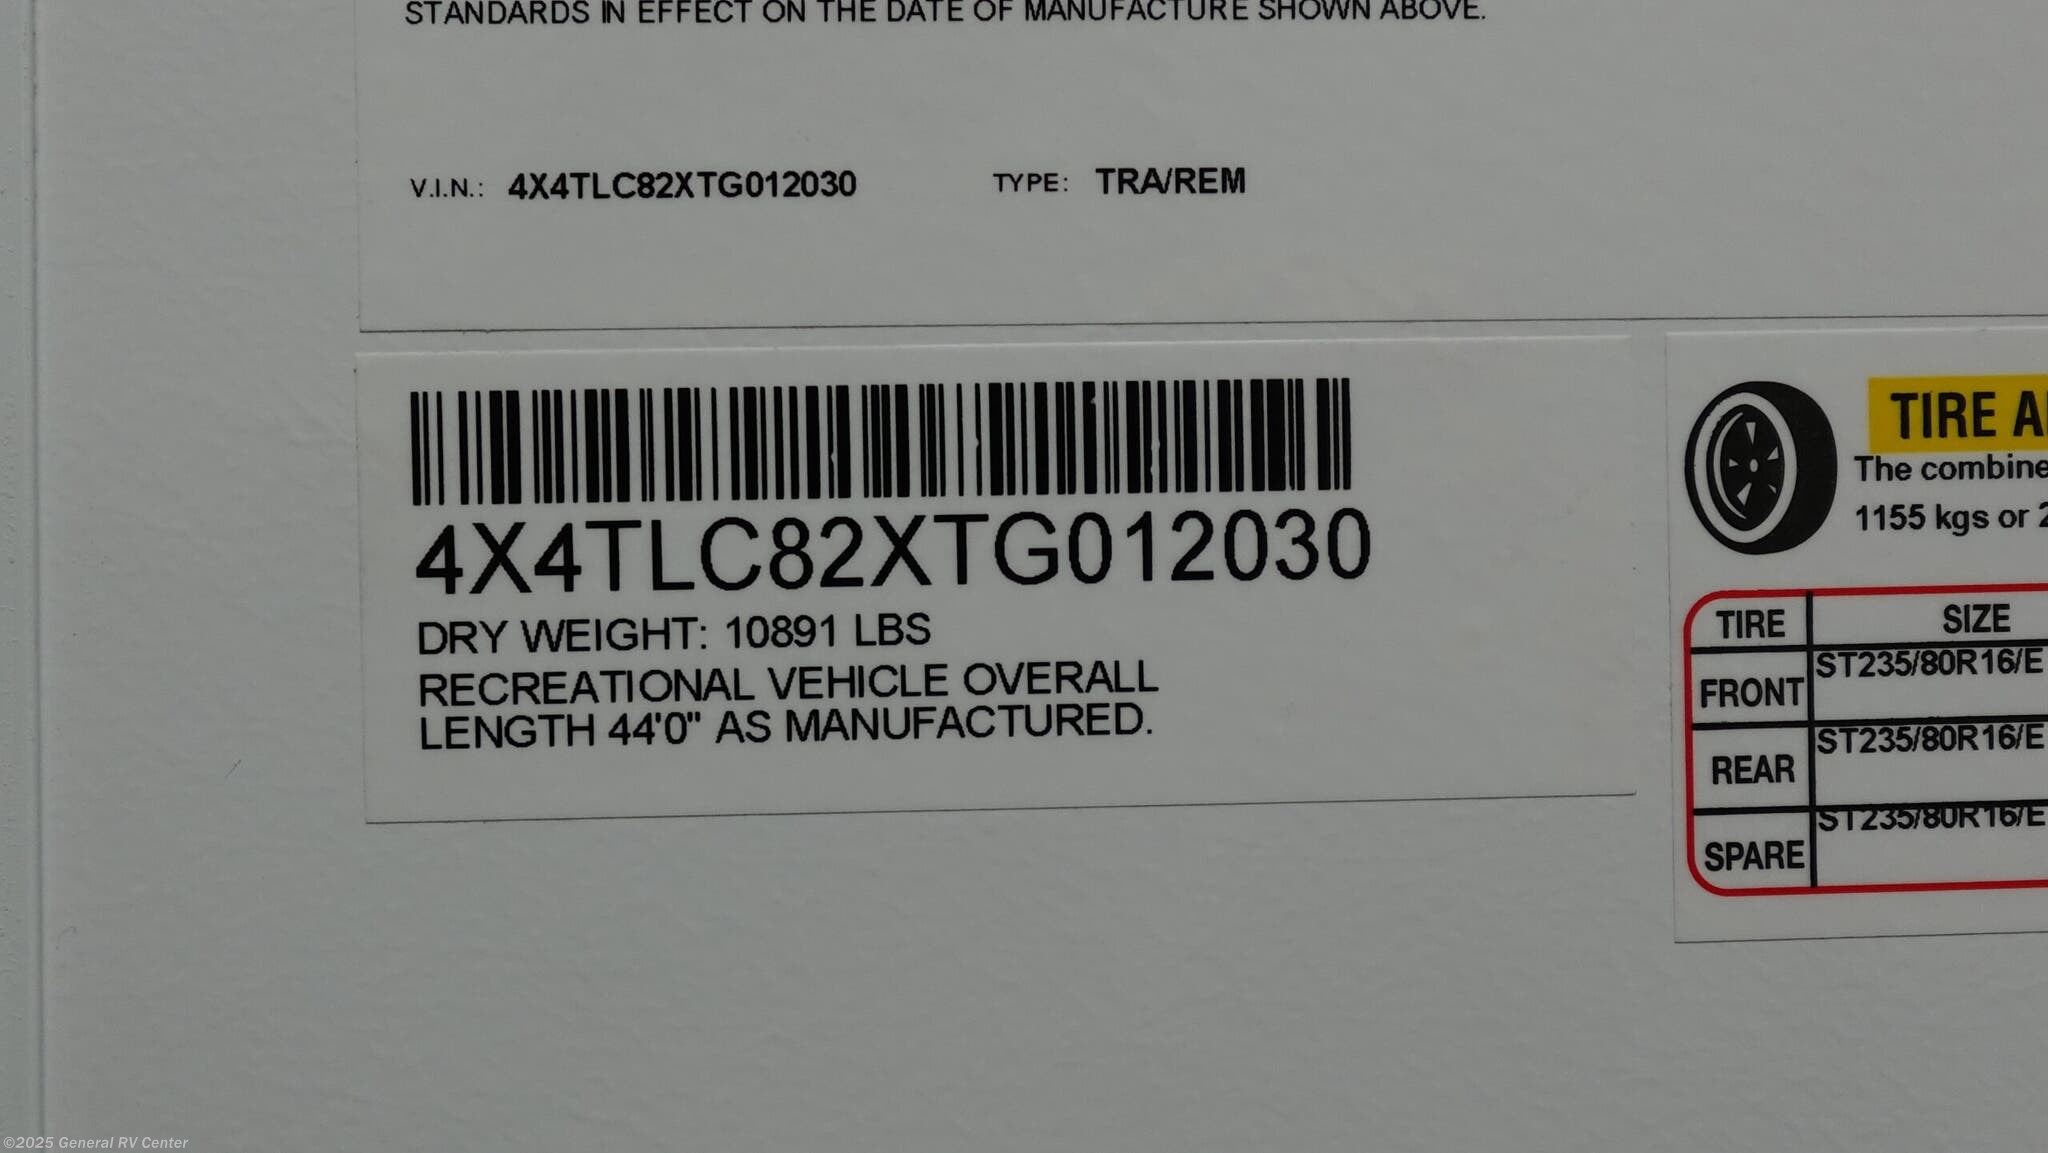 STANDARDS IN EFFECT ON THE DATE OF MANUFACTURE SHOWN ABOVE.
V.I.N.: 4X4TLC82XTG012030 TYPE: TRA/REM
4X4TLC82XTG012030
DRY WEIGHT: 10891 LBS
RECREATIONAL VEHICLE OVERALL
LENGTH 44'0" AS MANUFACTURED.
TIRE
The
1155 kgs or
TIRE SIZE
FRONT ST235/80R16/E
REAR ST235/80R16/E
SPARE ST235/80R16/E
©2025 General RV Center